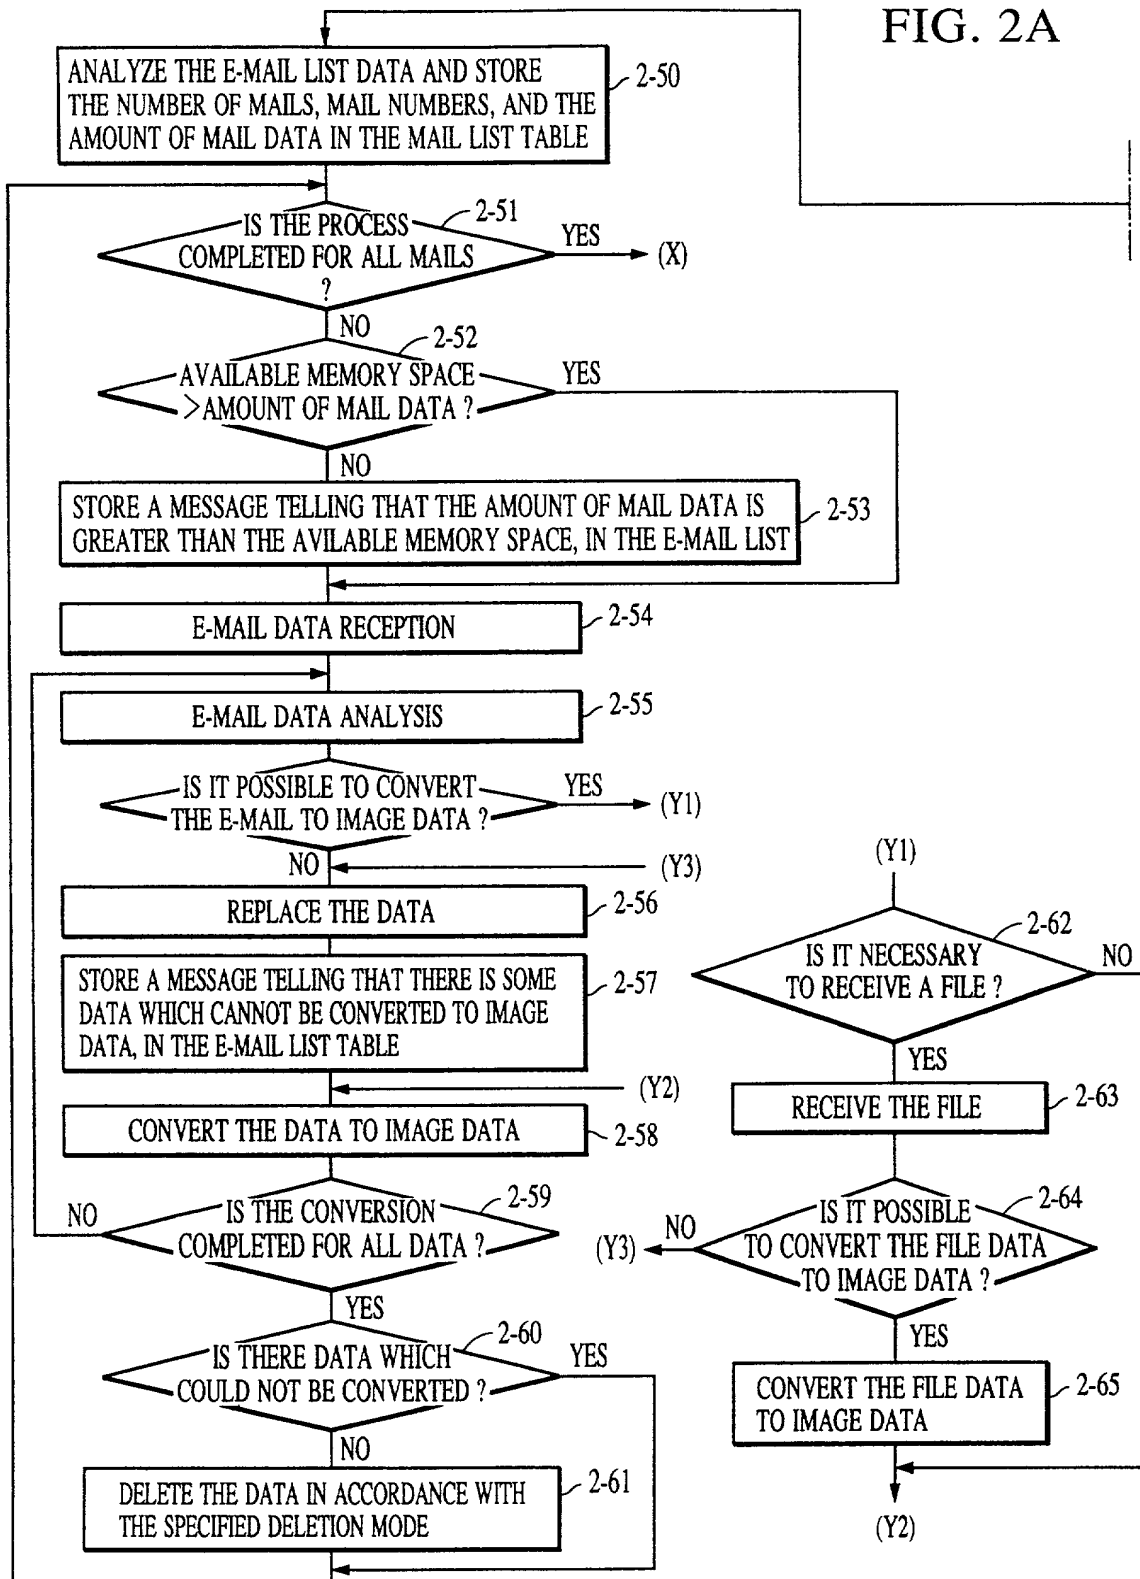 FIG. 2A
ANALYZE THE E-MAIL LIST DATA AND STORE
THE NUMBER OF MAILS, MAIL NUMBERS, AND THE
AMOUNT OF MAIL DATA IN THE MAIL LIST TABLE
2-50
IS THE PROCESS
COMPLETED FOR ALL MAILS
?
2-51
YES
(X)
NO
2-52
AVAILABLE MEMORY SPACE
>AMOUNT OF MAIL DATA ?
YES
NO
STORE A MESSAGE TELLING THAT THE AMOUNT OF MAIL DATA IS
GREATER THAN THE AVILABLE MEMORY SPACE, IN THE E-MAIL LIST
2-53
E-MAIL DATA RECEPTION
2-54
E-MAIL DATA ANALYSIS
2-55
IS IT POSSIBLE TO CONVERT
THE E-MAIL TO IMAGE DATA ?
YES
(Y1)
NO
(Y3)
REPLACE THE DATA
2-56
STORE A MESSAGE TELLING THAT THERE IS SOME
DATA WHICH CANNOT BE CONVERTED TO IMAGE
DATA, IN THE E-MAIL LIST TABLE
2-57
(Y2)
CONVERT THE DATA TO IMAGE DATA
2-58
IS THE CONVERSION
COMPLETED FOR ALL DATA ?
2-59
NO
YES
IS THERE DATA WHICH
COULD NOT BE CONVERTED ?
2-60
YES
NO
DELETE THE DATA IN ACCORDANCE WITH
THE SPECIFIED DELETION MODE
2-61
(Y1)
IS IT NECESSARY
TO RECEIVE A FILE ?
2-62
NO
YES
RECEIVE THE FILE
2-63
IS IT POSSIBLE
TO CONVERT THE FILE DATA
TO IMAGE DATA ?
2-64
NO
(Y3)
YES
CONVERT THE FILE DATA
TO IMAGE DATA
2-65
(Y2)